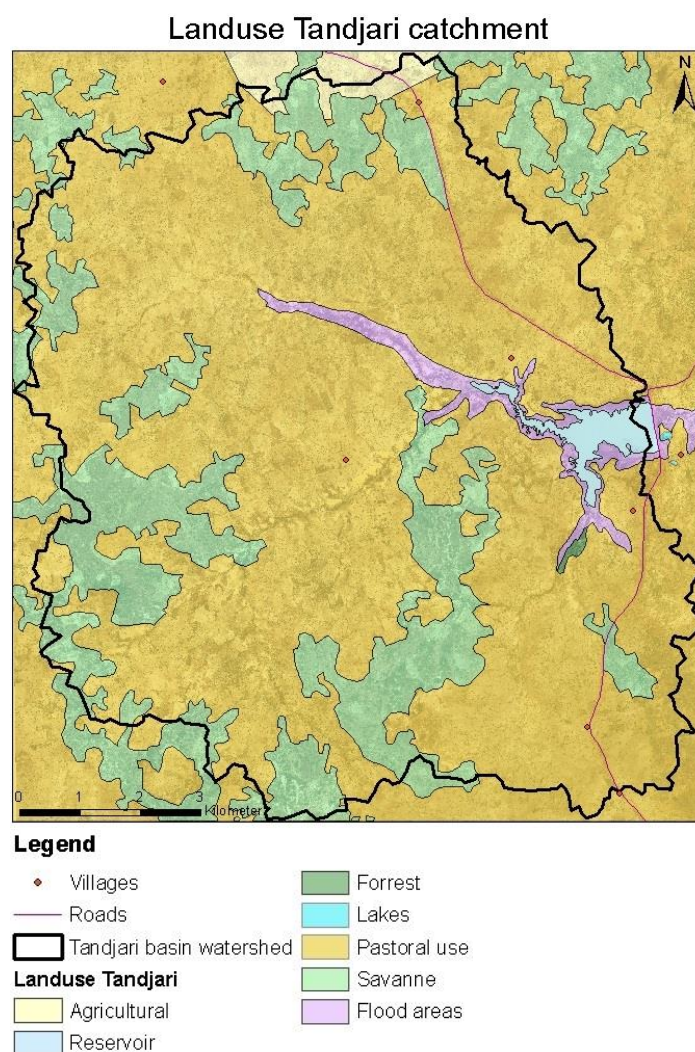 Landuse Tandjari catchment
N
0 1 2 3
Kilometer
Legend
Villages
Roads
Tandjari basin watershed
Landuse Tandjari
Agricultural
Reservoir
Forrest
Lakes
Pastoral use
Savanne
Flood areas